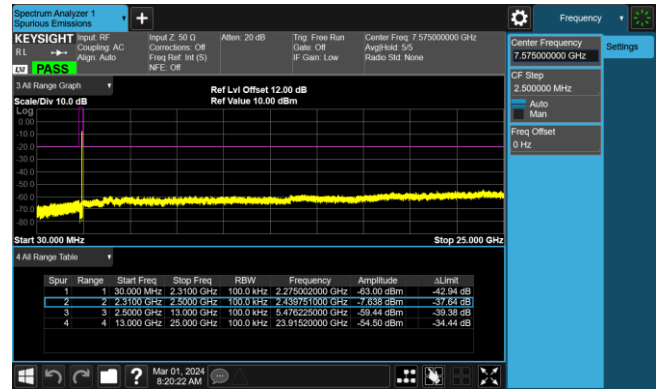 Spectrum Analyzer 1
Spurious Emissions
+
Frequency
KEYSIGHT Input: RF Input Z: 50 Ω Atten: 20 dB Trig: Free Run Center Freq: 7.575000000 GHz
RL Coupling: AC Corrections: Off Gate: Off Avg|Hold: 5/5
Align: Auto Freq Ref: Int (S) IF Gain: Low Radio Std: None
LXI PASS NFE: Off
Center Frequency
7.575000000 GHz
Settings
CF Step
2.500000 MHz
Auto
Man
Freq Offset
0 Hz
3 All Range Graph
Ref Lvl Offset 12.00 dB
Scale/Div 10.0 dB Ref Value 10.00 dBm
Log
0.00
-10.0
-20.0
-30.0
-40.0
-50.0
-60.0
-70.0
-80.0
Start 30.000 MHz Stop 25.000 GHz
4 All Range Table
Spur Range Start Freq Stop Freq RBW Frequency Amplitude ΔLimit
1 1 30.000 MHz 2.3100 GHz 100.0 kHz 2.275002000 GHz -63.00 dBm -42.94 dB
2 2 2.3100 GHz 2.5000 GHz 100.0 kHz 2.439751000 GHz -7.638 dBm -37.64 dB
3 3 2.5000 GHz 13.000 GHz 100.0 kHz 5.476225000 GHz -59.44 dBm -39.38 dB
4 4 13.000 GHz 25.000 GHz 100.0 kHz 23.91520000 GHz -54.50 dBm -34.44 dB
? Mar 01, 2024
8:20:22 AM